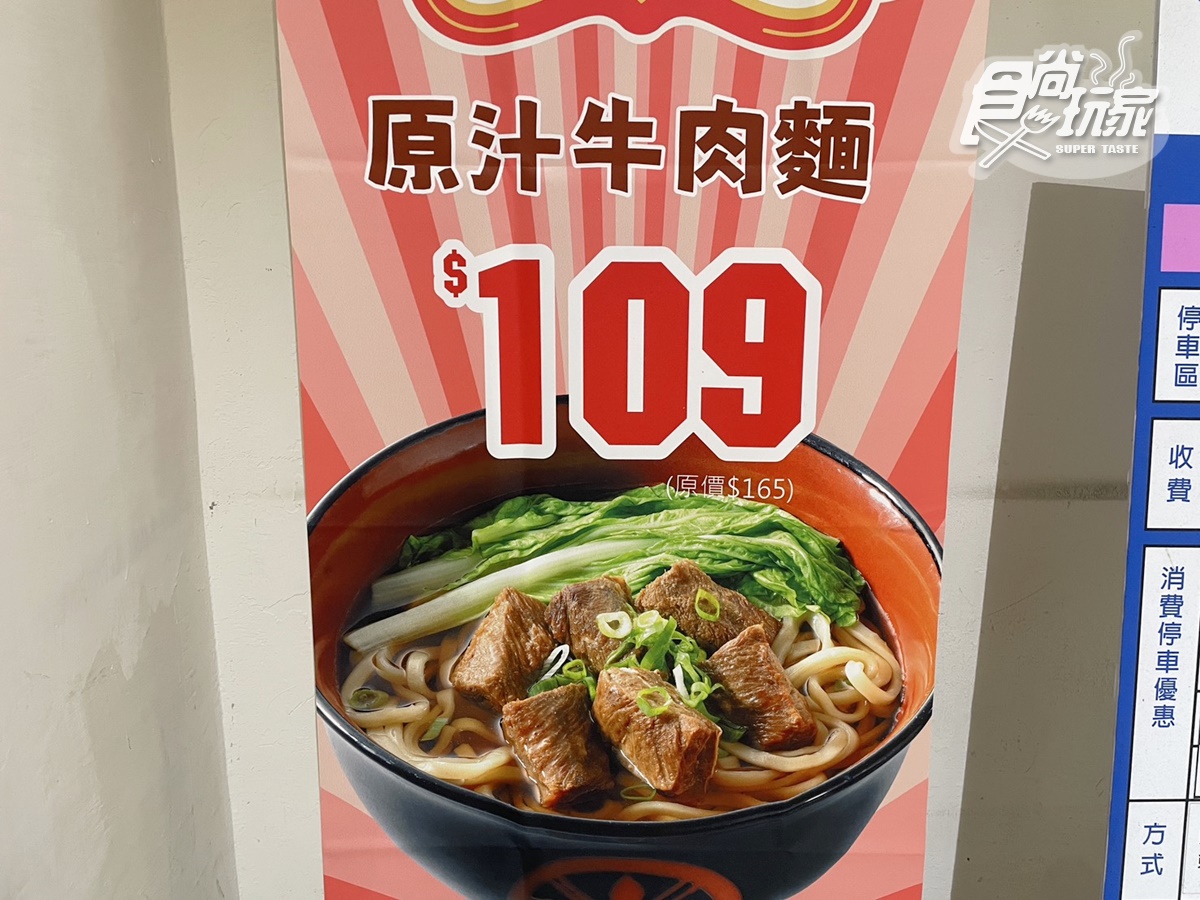 食尚玩家
SUPER TASTE
原汁牛肉麵
$109
(原價$165)
停車區
收費
消費停車優惠
方式